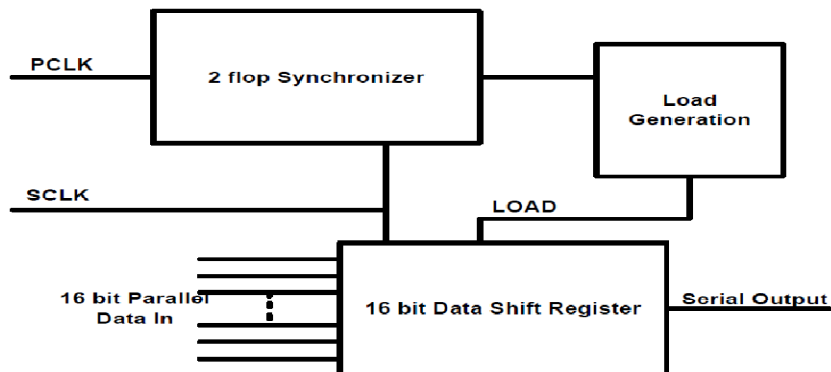 PCLK
2 flop Synchronizer
Load
Generation
SCLK
LOAD
16 bit Parallel
Data In
16 bit Data Shift Register
Serial Output